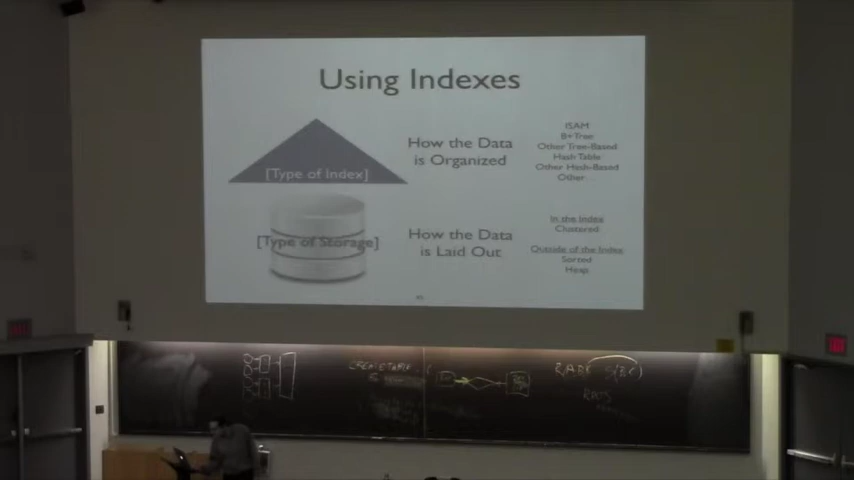 Using Indexes
[Type of Index]
How the Data
is Organized
ISAM
B+ Tree
Other Tree-Based
Hash Table
Other Hash-Based
Other
[Type of Storage]
How the Data
is Laid Out
In the Index
Clustered
Outside of the Index
Sorted
Heap
CREATE TABLE